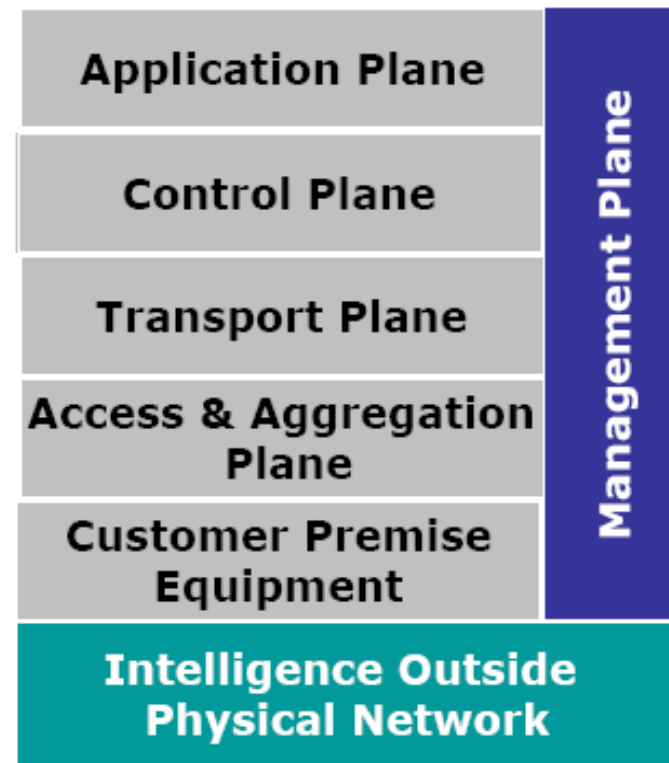 Application Plane
Control Plane
Transport Plane
Access & Aggregation
Plane
Customer Premise
Equipment
Management Plane
Intelligence Outside
Physical Network